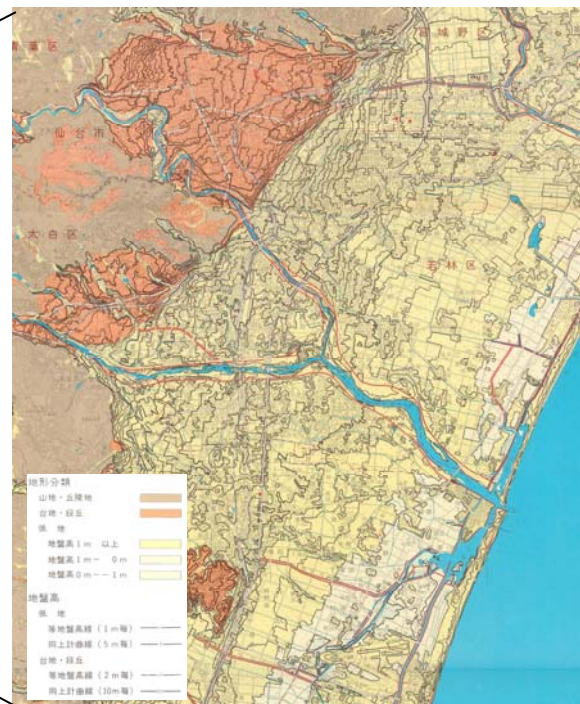 青葉区
宮城野区
仙台市
太白区
若林区
地形分類
山地・丘陵地
台地・段丘
低 地
地盤高1m 以上
地盤高1m~ 0m
地盤高0m~-1m
地盤高
低 地
等地盤高線(1m毎)
同上計曲線(5m毎)
台地・段丘
等地盤高線(2m毎)
同上計曲線(10m毎)